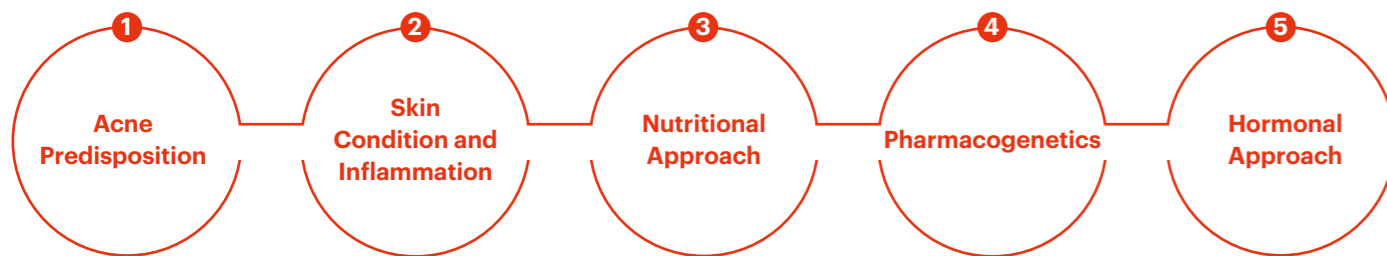 1
Acne
Predisposition
2
Skin
Condition and
Inflammation
3
Nutritional
Approach
4
Pharmacogenetics
5
Hormonal
Approach